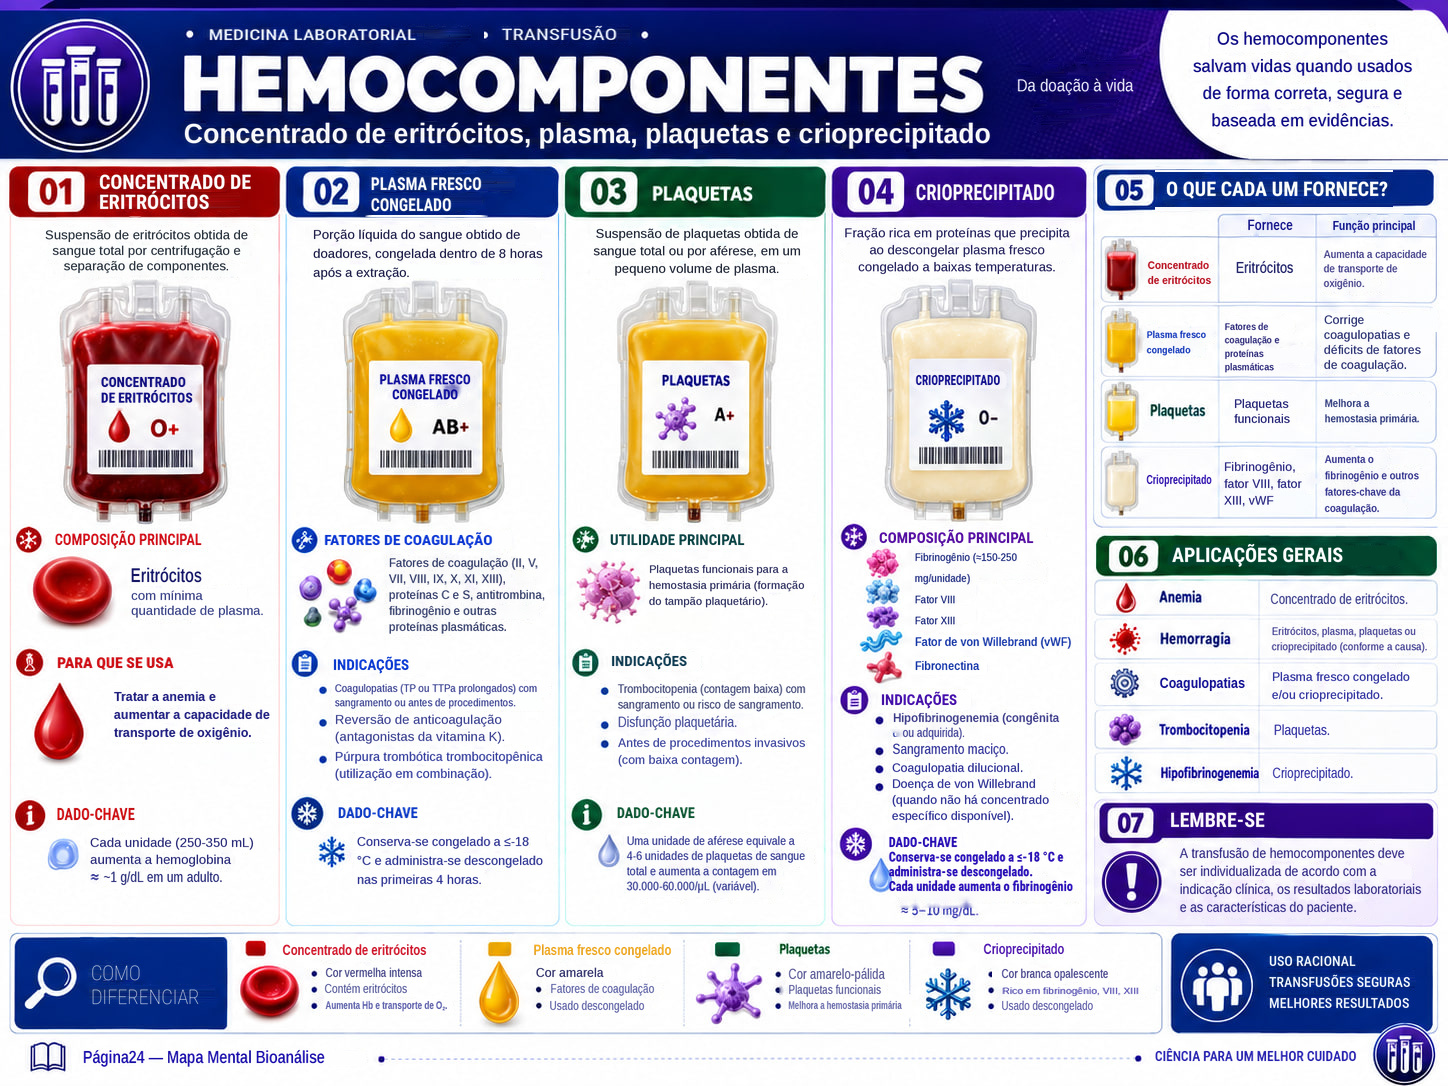 MEDICINA LABORATORIAL
TRANSFUSÃO
HEMOCOMPONENTES
Concentrado de eritrócitos, plasma, plaquetas e crioprecipitado
Da doação à vida
Os hemocomponentes
salvam vidas quando usados
de forma correta, segura e
baseada em evidências.
01
CONCENTRADO DE
ERITRÓCITOS
Suspensão de eritrócitos obtida de
sangue total por centrifugação e
separação de componentes.
CONCENTRADO
DE ERITRÓCITOS
O+
COMPOSIÇÃO PRINCIPAL
Eritrócitos
com mínima
quantidade de plasma.
PARA QUE SE USA
Tratar a anemia e
aumentar a capacidade de
transporte de oxigênio.
DADO-CHAVE
Cada unidade (250-350 mL)
aumenta a hemoglobina
≈ ~1 g/dL em um adulto.
02
PLASMA FRESCO
CONGELADO
Porção líquida do sangue obtido de
doadores, congelada dentro de 8 horas
após a extração.
PLASMA FRESCO
CONGELADO
AB+
FATORES DE COAGULAÇÃO
Fatores de coagulação (II, V,
VII, VIII, IX, X, XI, XIII),
proteínas C e S, antitrombina,
fibrinogênio e outras
proteínas plasmáticas.
INDICAÇÕES
Coagulopatias (TP ou TTPa prolongados) com
sangramento ou antes de procedimentos.
Reversão de anticoagulação
(antagonistas da vitamina K).
Púrpura trombótica trombocitopênica
(utilização em combinação).
DADO-CHAVE
Conserva-se congelado a ≤-18
°C e administra-se descongelado
nas primeiras 4 horas.
03
PLAQUETAS
Suspensão de plaquetas obtida de
sangue total ou por aférese, em um
pequeno volume de plasma.
PLAQUETAS
A+
UTILIDADE PRINCIPAL
Plaquetas funcionais para a
hemostasia primária (formação
do tampão plaquetário).
INDICAÇÕES
Trombocitopenia (contagem baixa) com
sangramento ou risco de sangramento.
Disfunção plaquetária.
Antes de procedimentos invasivos
(com baixa contagem).
DADO-CHAVE
Uma unidade de aférese equivale a
4-6 unidades de plaquetas de sangue
total e aumenta a contagem em
30.000-60.000/µL (variável).
04
CRIOPRECIPITADO
Fração rica em proteínas que precipita
ao descongelar plasma fresco
congelado a baixas temperaturas.
CRIOPRECIPITADO
O-
COMPOSIÇÃO PRINCIPAL
Fibrinogênio (≈150-250
mg/unidade)
Fator VIII
Fator XIII
Fator de von Willebrand (vWF)
Fibronectina
INDICAÇÕES
Hipofibrinogenemia (congênita
ou adquirida).
Sangramento maciço.
Coagulopatia dilucional.
Doença de von Willebrand
(quando não há concentrado
específico disponível).
DADO-CHAVE
Conserva-se congelado a ≤-18 °C e
administra-se descongelado.
Cada unidade aumenta o fibrinogênio
≈ 5–10 mg/dL.
05
O QUE CADA UM FORNECE?
Fornece
Função principal
Concentrado
de eritrócitos
Eritrócitos
Aumenta a capacidade
de transporte de
oxigênio.
Plasma fresco
congelado
Fatores de
coagulação e
proteínas
plasmáticas
Corrige
coagulopatias e
déficits de fatores
de coagulação.
Plaquetas
Plaquetas
funcionais
Melhora a
hemostasia primária.
Crioprecipitado
Fibrinogênio,
fator VIII, fator
XIII, vWF
Aumenta o
fibrinogênio e outros
fatores-chave da
coagulação.
06
APLICAÇÕES GERAIS
Anemia
Concentrado de eritrócitos.
Hemorragia
Eritrócitos, plasma, plaquetas ou
crioprecipitado (conforme a causa).
Coagulopatias
Plasma fresco congelado
e/ou crioprecipitado.
Trombocitopenia
Plaquetas.
Hipofibrinogenemia
Crioprecipitado.
07
LEMBRE-SE
A transfusão de hemocomponentes deve
ser individualizada de acordo com a
indicação clínica, os resultados laboratoriais
e as características do paciente.
COMO
DIFERENCIAR
Concentrado de eritrócitos
Cor vermelha intensa
Contém eritrócitos
Aumenta Hb e transporte de O₂.
Plasma fresco congelado
Cor amarela
Fatores de coagulação
Usado descongelado
Plaquetas
Cor amarelo-pálida
Plaquetas funcionais
Melhora a hemostasia primária
Crioprecipitado
Cor branca opalescente
Rico em fibrinogênio, VIII, XIII
Usado descongelado
USO RACIONAL
TRANSFUSÕES SEGURAS
MELHORES RESULTADOS
Página24 — Mapa Mental Bioanálise
CIÊNCIA PARA UM MELHOR CUIDADO